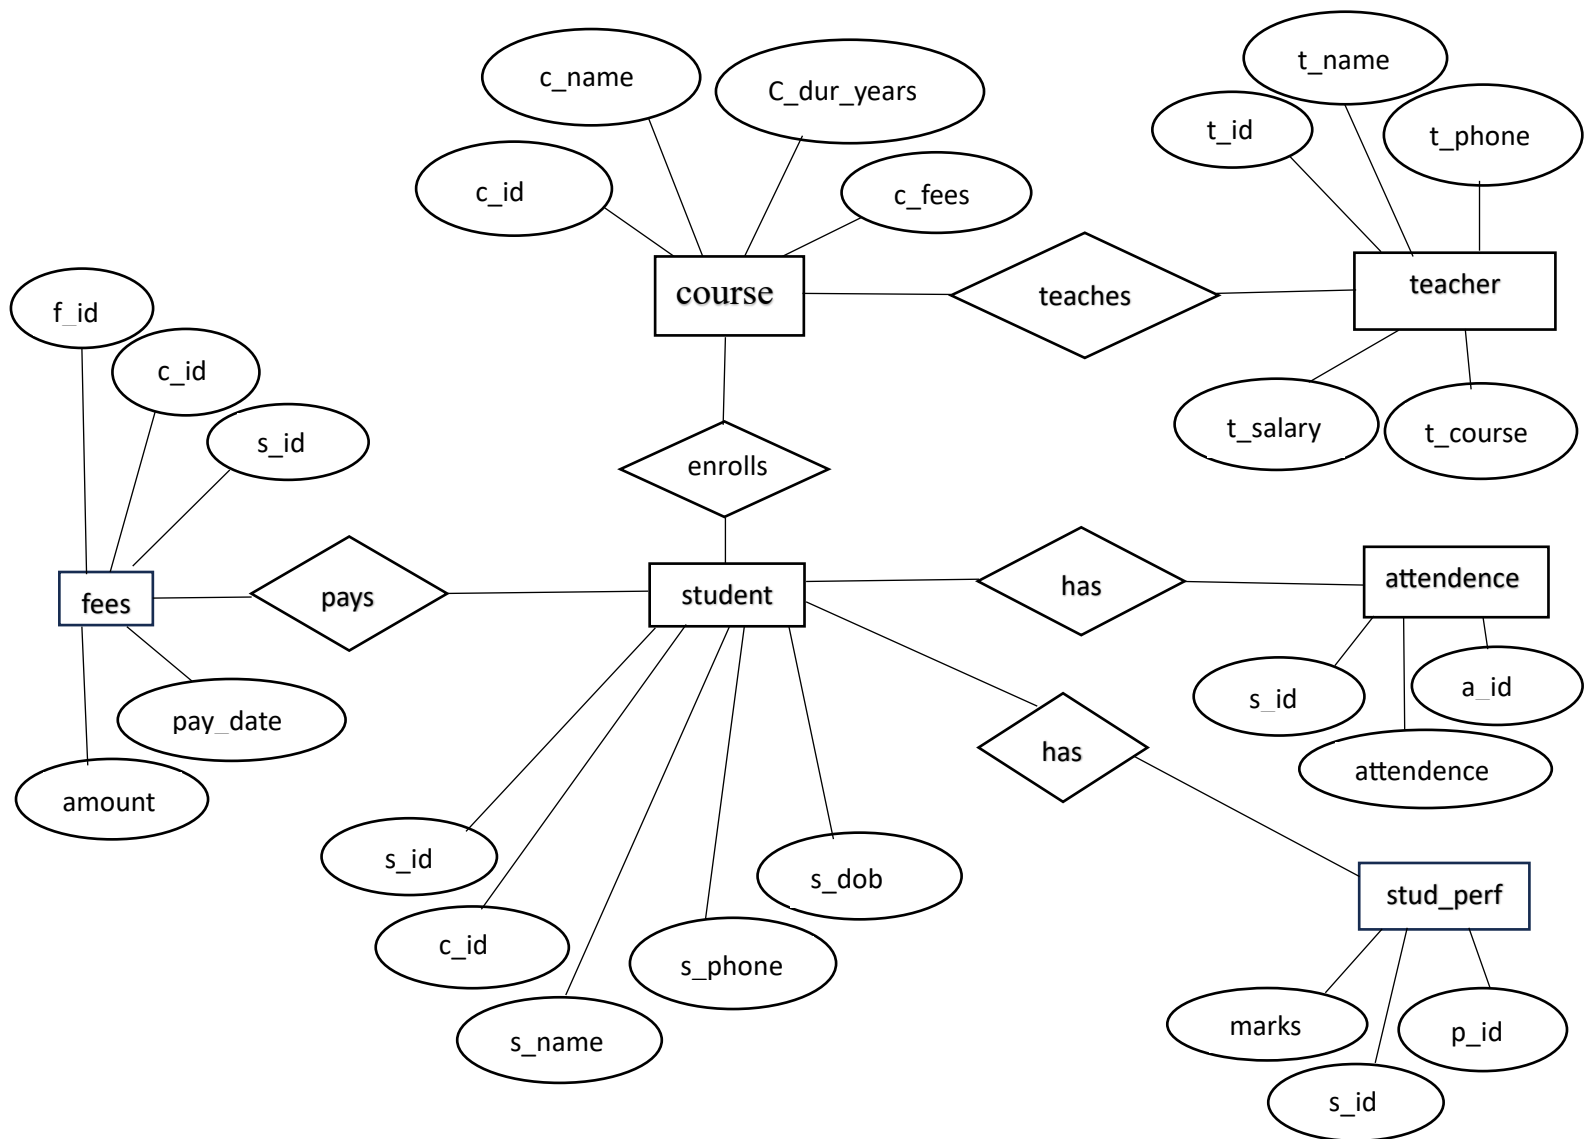 t_name
c_name
C_dur_years
t_id
t_phone
c_id
c_fees
course
teaches
teacher
f_id
c_id
s_id
t_salary
t_course
enrolls
fees
pays
student
has
attendence
s_id
a_id
pay_date
has
attendence
amount
s_id
s_dob
stud_perf
c_id
s_phone
marks
p_id
s_name
s_id